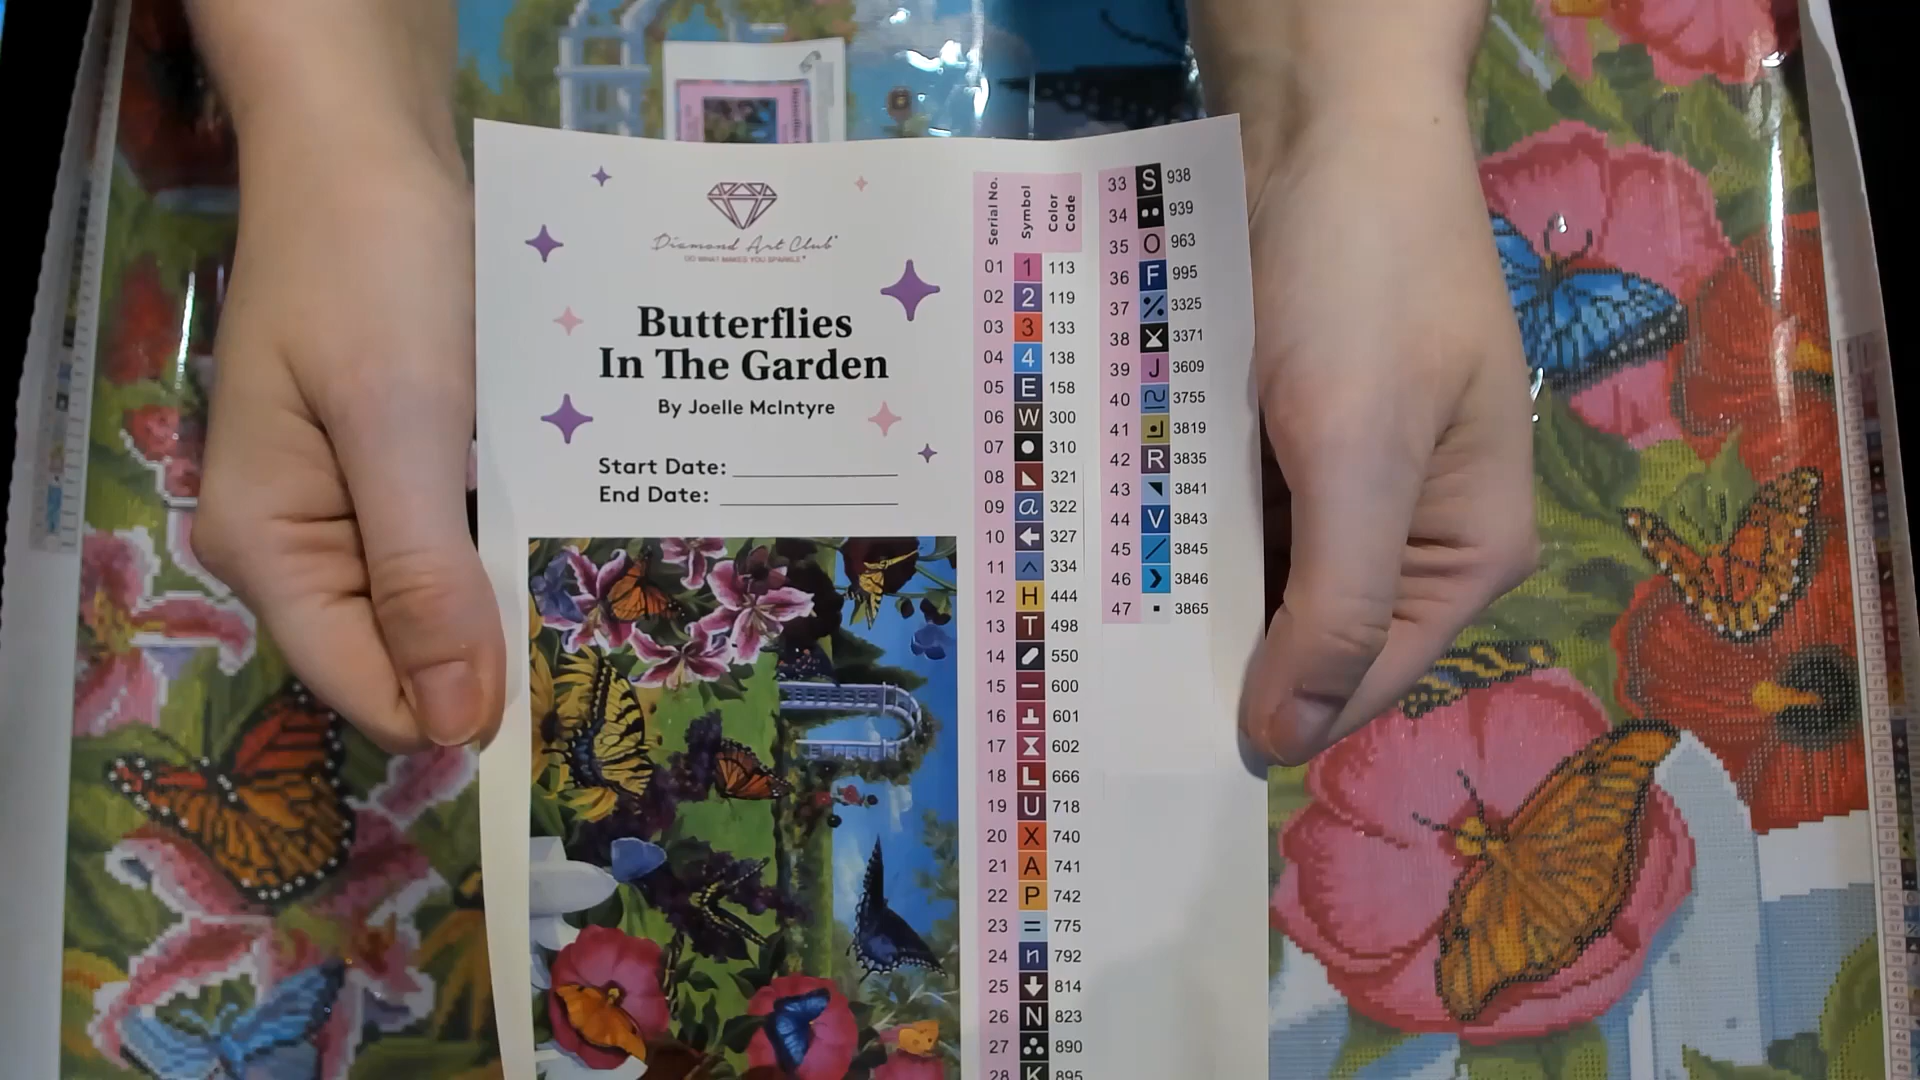 Diamond Art Club
DO WHAT MAKES YOU SPARKLE
Butterflies
In The Garden
By Joelle McIntyre
Start Date:
End Date:
Serial No. Symbol Color Code
01 1 113
02 2 119
03 3 133
04 4 138
05 E 158
06 W 300
07 310
08 321
09 a 322
10 327
11 ^ 334
12 H 444
13 T 498
14 550
15 – 600
16 601
17 602
18 L 666
19 U 718
20 X 740
21 A 741
22 P 742
23 = 775
24 n 792
25 814
26 N 823
27 890
28 K 895
33 S 938
34 939
35 O 963
36 F 995
37 3325
38 3371
39 J 3609
40 3755
41 3819
42 R 3835
43 3841
44 V 3843
45 / 3845
46 3846
47 3865